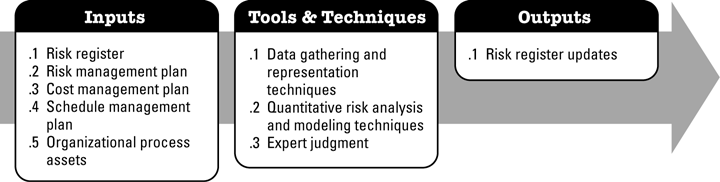 Inputs
.1 Risk register
.2 Risk management plan
.3 Cost management plan
.4 Schedule management
plan
.5 Organizational process
assets
Tools & Techniques
.1 Data gathering and
representation
techniques
.2 Quantitative risk analysis
and modeling techniques
.3 Expert judgment
Outputs
.1 Risk register updates